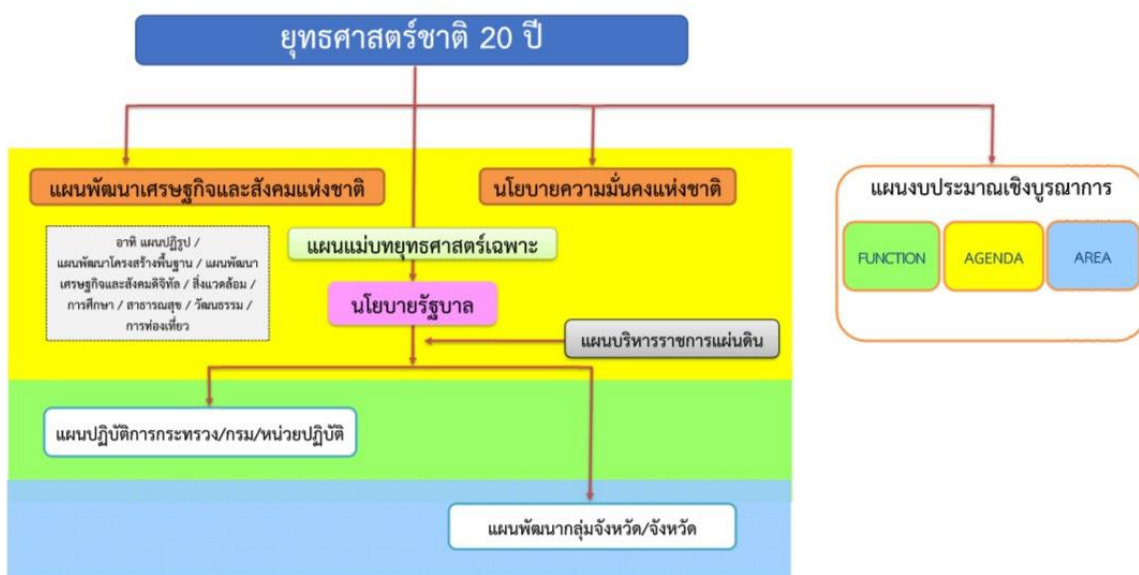 ยุทธศาสตร์ชาติ 20 ปี
แผนพัฒนาเศรษฐกิจและสังคมแห่งชาติ
นโยบายความมั่นคงแห่งชาติ
แผนงบประมาณเชิงบูรณาการ
FUNCTION
AGENDA
AREA
อาทิ แผนปฏิรูป /
แผนพัฒนาโครงสร้างพื้นฐาน / แผนพัฒนา
เศรษฐกิจและสังคมดิจิทัล / สิ่งแวดล้อม /
การศึกษา / สาธารณสุข / วัฒนธรรม /
การท่องเที่ยว
แผนแม่บทยุทธศาสตร์เฉพาะ
นโยบายรัฐบาล
แผนบริหารราชการแผ่นดิน
แผนปฏิบัติการกระทรวง/กรม/หน่วยปฏิบัติ
แผนพัฒนากลุ่มจังหวัด/จังหวัด